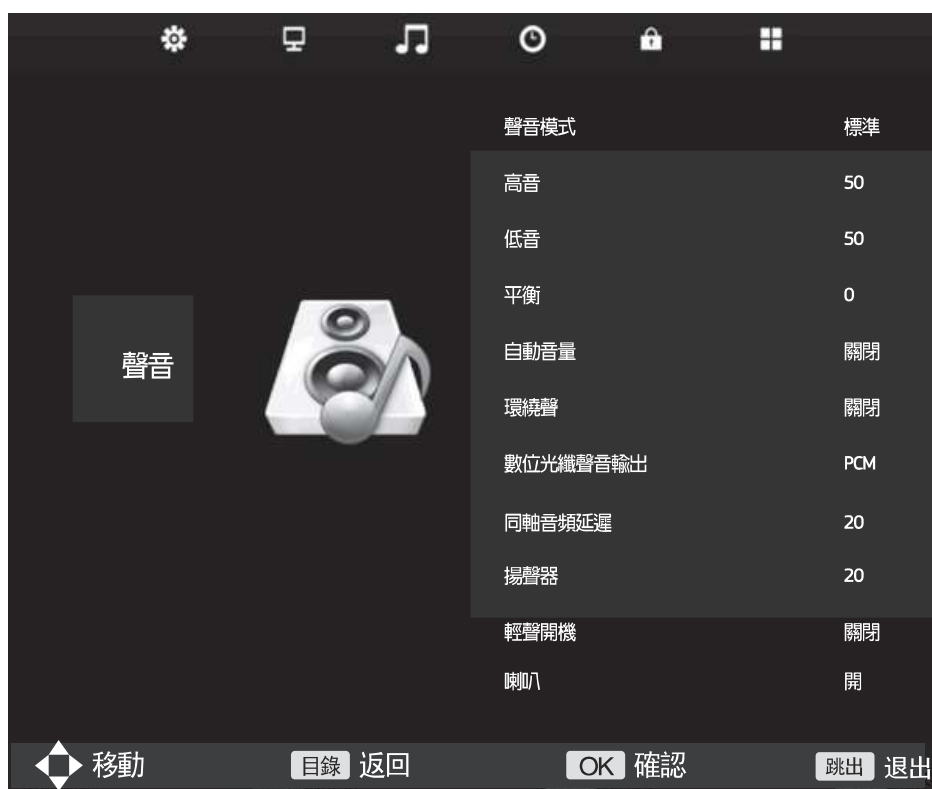 聲音模式 標準
高音 50
低音 50
平衡 0
自動音量 關閉
環繞聲 關閉
聲音
數位光纖聲音輸出 PCM
同軸音頻延遲 20
揚聲器 20
輕聲開機 關閉
喇叭 開
移動 目錄 返回 OK 確認 跳出 退出